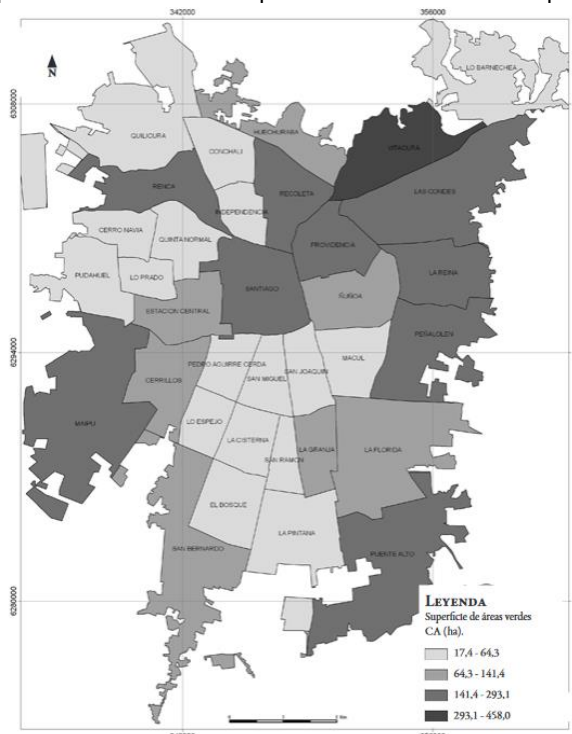 342000
356000
N
LO BARNECHEA
6308000
QUILICURA
HUECHURABA
CONCHALI
VITACURA
RENCA
RECOLETA
LAS CONDES
INDEPENDENCIA
CERRO NAVIA
QUINTA NORMAL
PROVIDENCIA
PUDAHUEL
LO PRADO
LA REINA
SANTIAGO
ÑUÑOA
ESTACION CENTRAL
PEÑALOLEN
6294000
PEDRO AGUIRRE CERDA
MACUL
SAN JOAQUIN
CERRILLOS
SAN MIGUEL
MAIPU
LO ESPEJO
LA CISTERNA
LA GRANJA
LA FLORIDA
SAN RAMON
EL BOSQUE
LA PINTANA
SAN BERNARDO
PUENTE ALTO
6280000
LEYENDA
Superficie de áreas verdes
CA (ha).
17,4 - 64,3
64,3 - 141,4
141,4 - 293,1
293,1 - 458,0